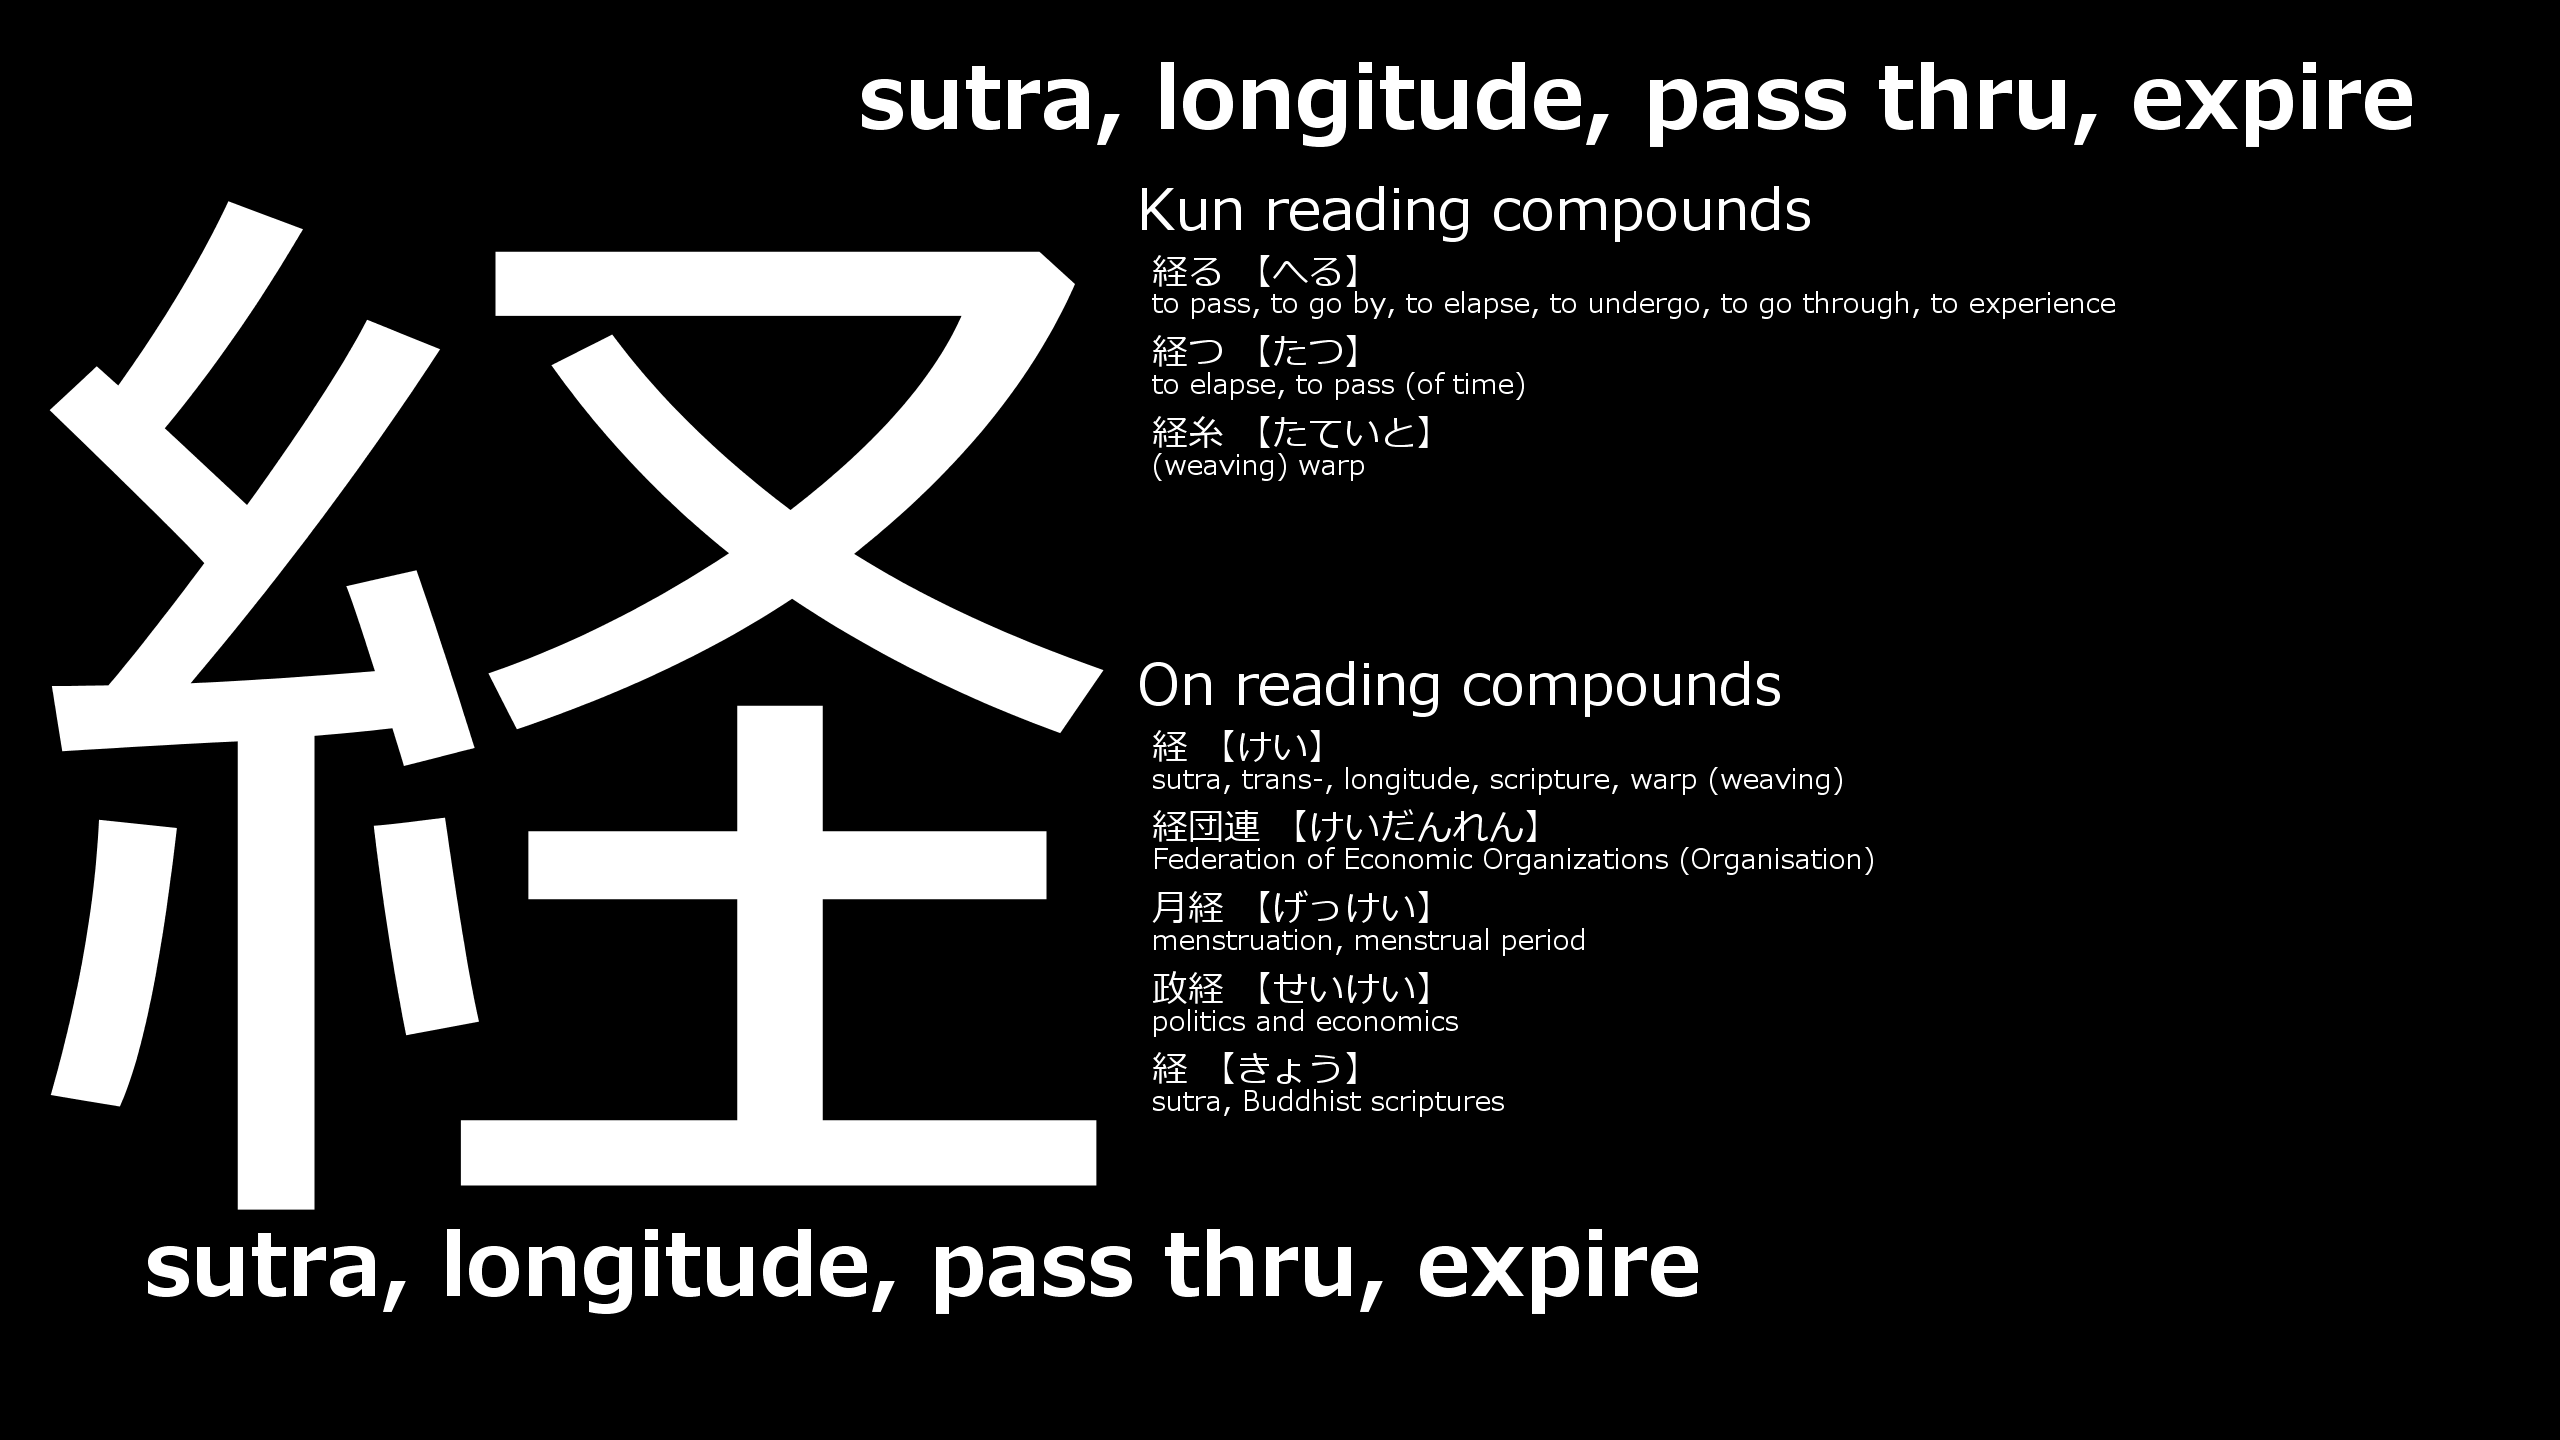 sutra, longitude, pass thru, expire
経
Kun reading compounds
経る 【へる】
to pass, to go by, to elapse, to undergo, to go through, to experience
経つ 【たつ】
to elapse, to pass (of time)
経糸 【たていと】
(weaving) warp
On reading compounds
経 【けい】
sutra, trans-, longitude, scripture, warp (weaving)
経団連 【けいだんれん】
Federation of Economic Organizations (Organisation)
月経 【げっけい】
menstruation, menstrual period
政経 【せいけい】
politics and economics
経 【きょう】
sutra, Buddhist scriptures
sutra, longitude, pass thru, expire